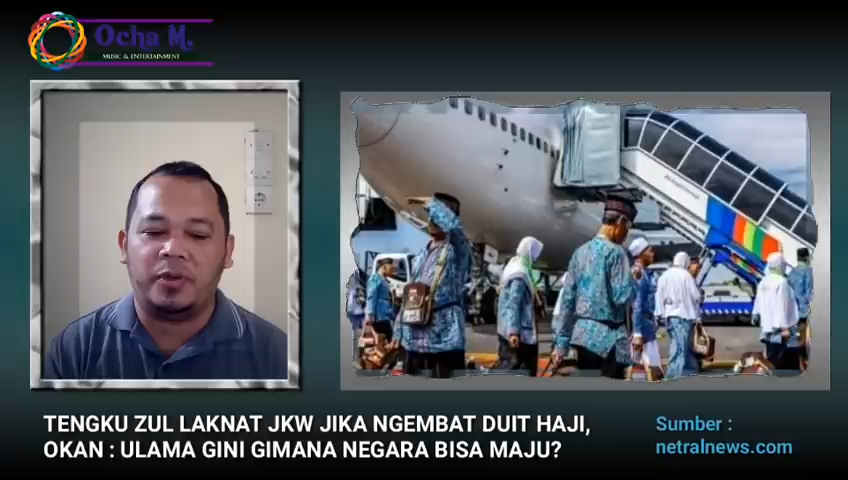 Ocha M.
MUSIC & ENTERTAINMENT
TENGKU ZUL LAKNAT JKW JIKA NGEMBAT DUIT HAJI,
OKAN : ULAMA GINI GIMANA NEGARA BISA MAJU?
Sumber :
netralnews.com